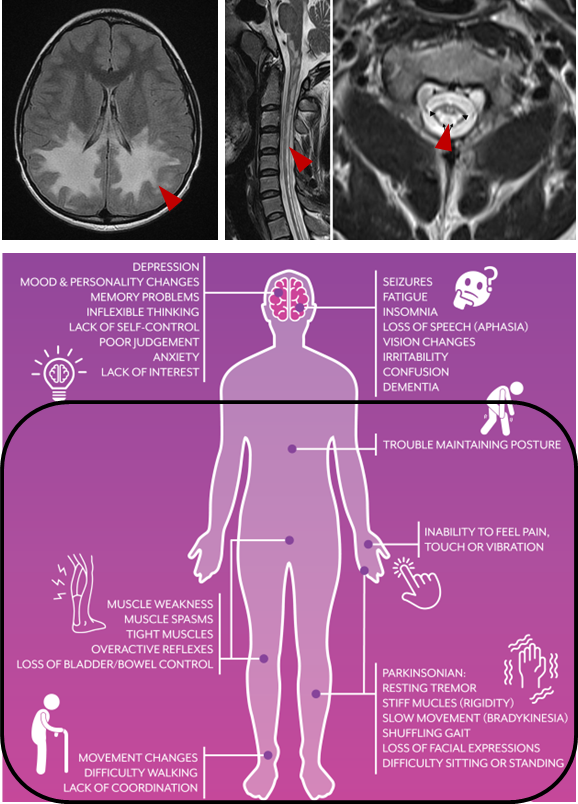 DEPRESSION
MOOD & PERSONALITY CHANGES
MEMORY PROBLEMS
INFLEXIBLE THINKING
LACK OF SELF-CONTROL
POOR JUDGEMENT
ANXIETY
LACK OF INTEREST
SEIZURES
FATIGUE
INSOMNIA
LOSS OF SPEECH (APHASIA)
VISION CHANGES
IRRITABILITY
CONFUSION
DEMENTIA
?
TROUBLE MAINTAINING POSTURE
INABILITY TO FEEL PAIN,
TOUCH OR VIBRATION
MUSCLE WEAKNESS
MUSCLE SPASMS
TIGHT MUSCLES
OVERACTIVE REFLEXES
LOSS OF BLADDER/BOWEL CONTROL
PARKINSONIAN:
RESTING TREMOR
STIFF MUCLES (RIGIDITY)
SLOW MOVEMENT (BRADYKINESIA)
SHUFFLING GAIT
LOSS OF FACIAL EXPRESSIONS
DIFFICULTY SITTING OR STANDING
MOVEMENT CHANGES
DIFFICULTY WALKING
LACK OF COORDINATION